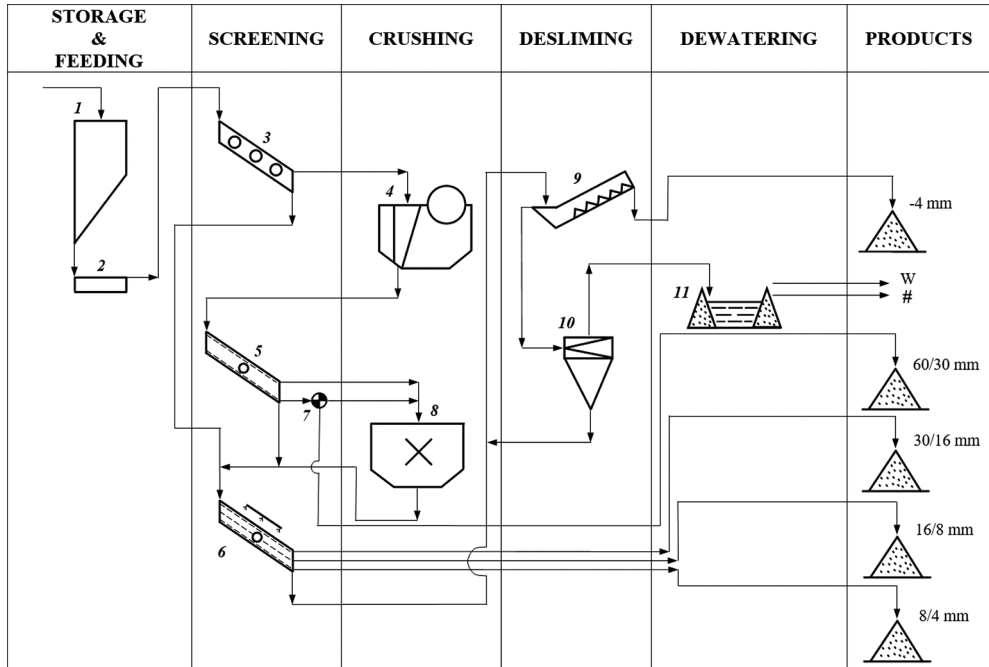 STORAGE
&
FEEDING
SCREENING
CRUSHING
DESLIMING
DEWATERING
PRODUCTS
1
2
3
4
5
6
7
8
9
10
11
-4 mm
W
#
60/30 mm
30/16 mm
16/8 mm
8/4 mm